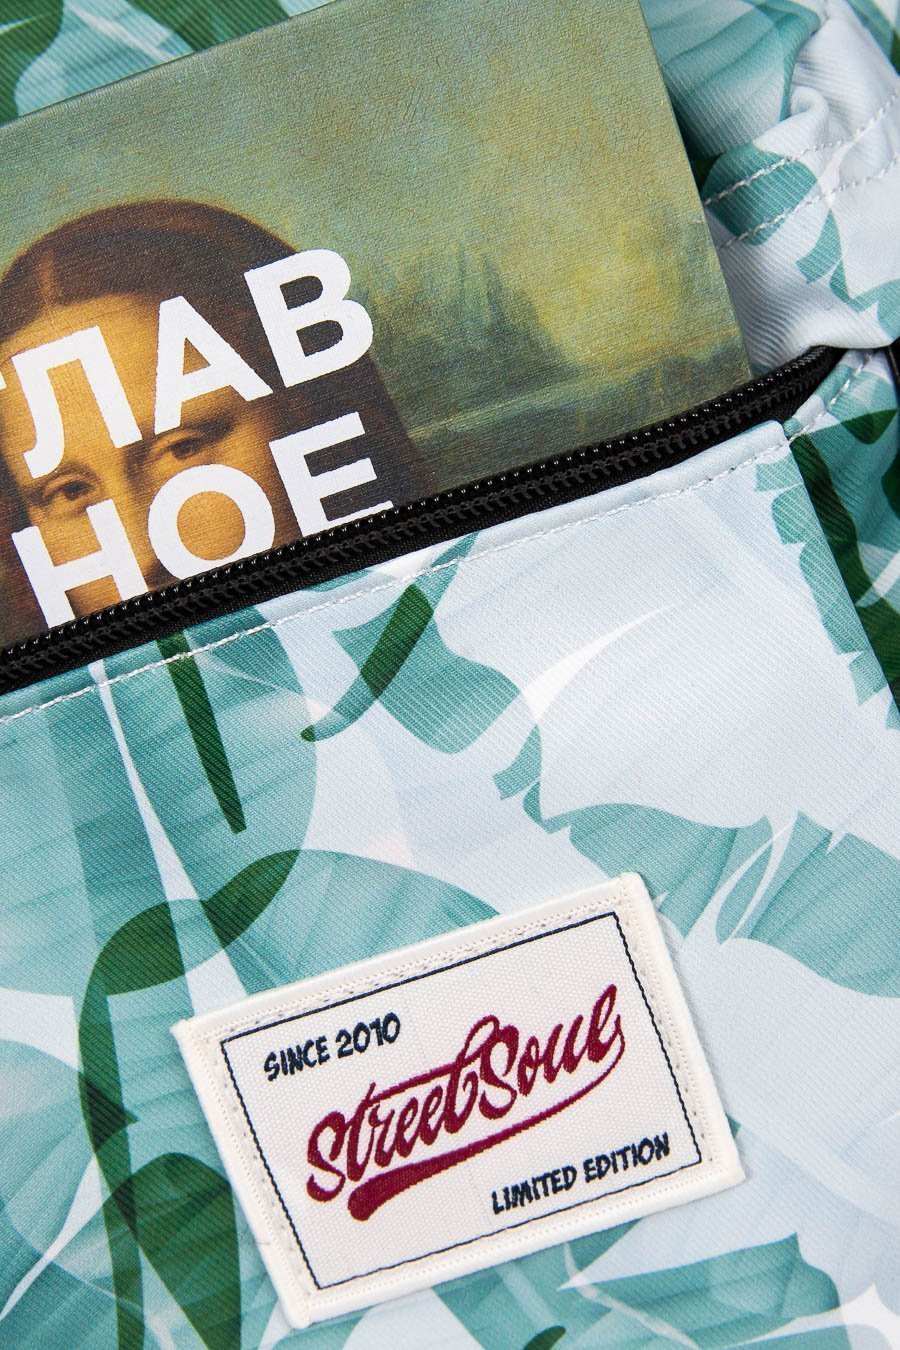 ГЛАВ
НОЕ
SINCE 2010
StreetSoul
LIMITED EDITION